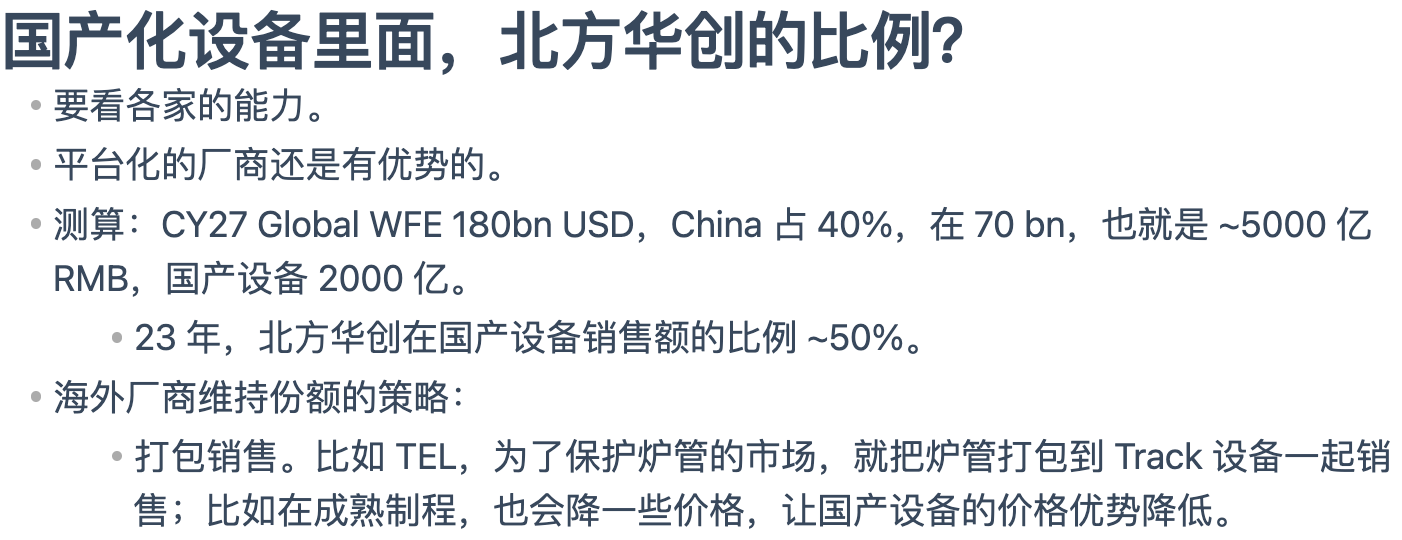 国产化设备里面，北方华创的比例?
• 要看各家的能力。
• 平台化的厂商还是有优势的。
• 测算：CY27 Global WFE 180bn USD，China 占 40%，在 70 bn，也就是 ~5000 亿
RMB，国产设备 2000 亿。
• 23 年，北方华创在国产设备销售额的比例 ~50%。
• 海外厂商维持份额的策略：
• 打包销售。比如 TEL，为了保护炉管的市场，就把炉管打包到 Track 设备一起销
售；比如在成熟制程，也会降一些价格，让国产设备的价格优势降低。